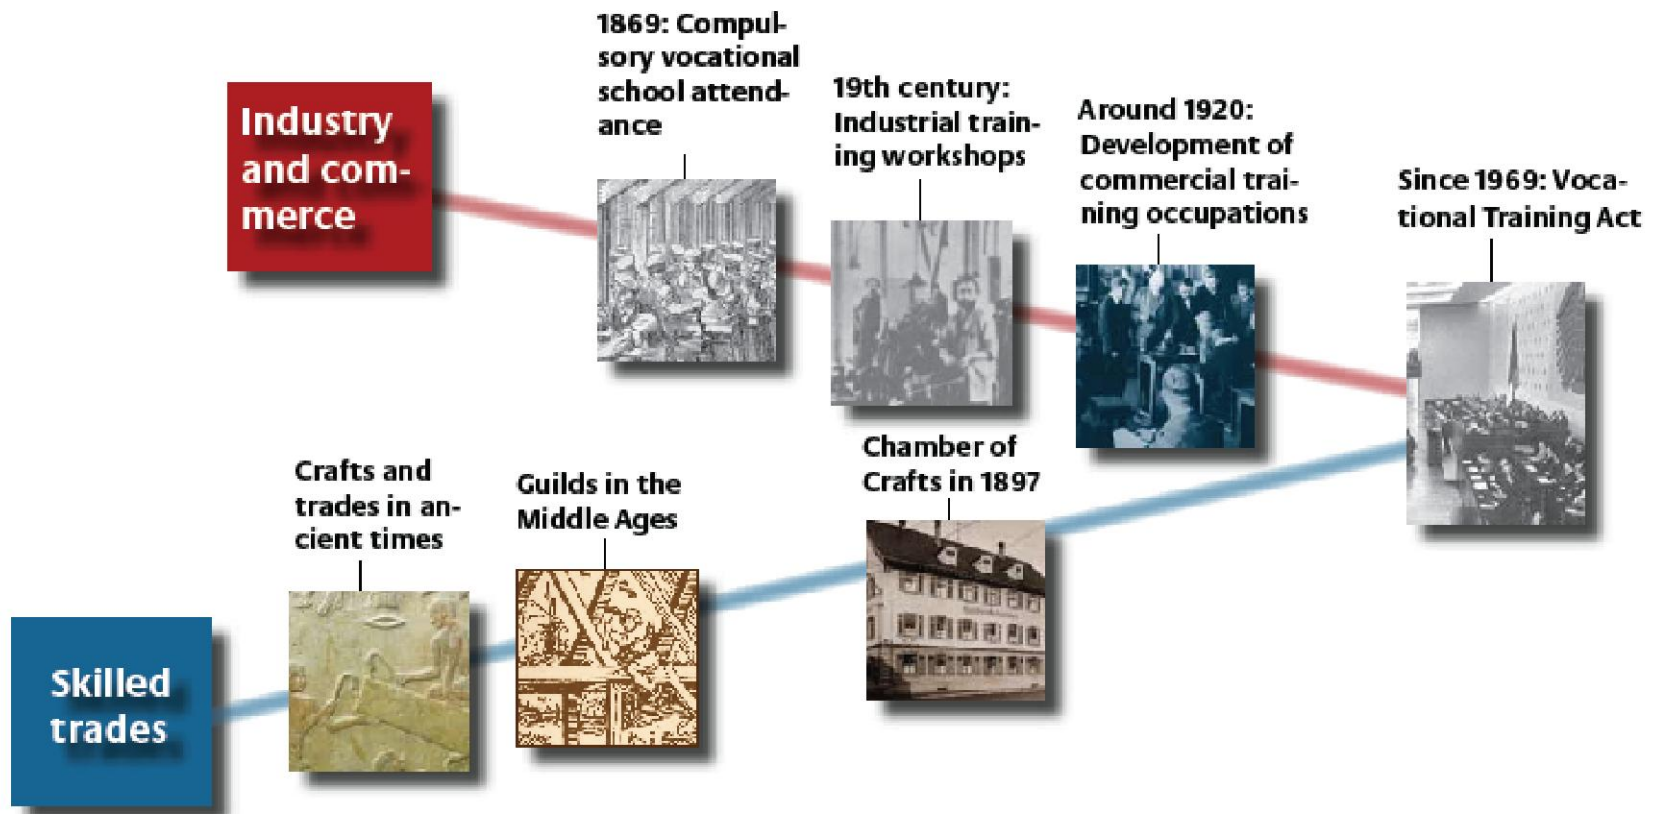 Industry
and com-
merce
1869: Compul-
sory vocational
school attend-
ance
19th century:
Industrial train-
ing workshops
Around 1920:
Development of
commercial trai-
ning occupations
Since 1969: Voca-
tional Training Act
Skilled
trades
Crafts and
trades in an-
cient times
Guilds in the
Middle Ages
Chamber of
Crafts in 1897